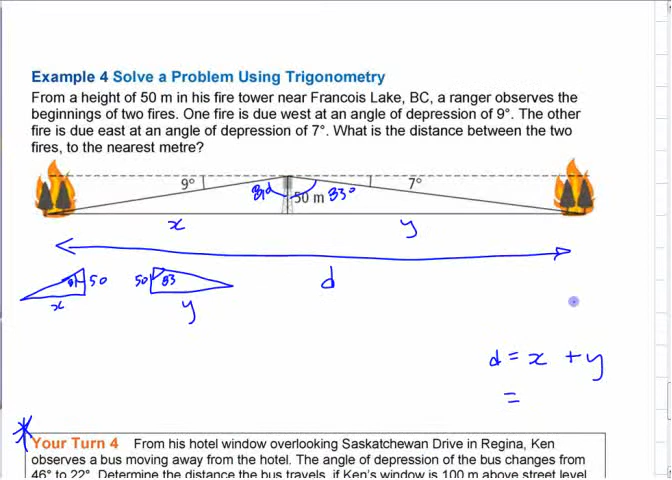 Example 4 Solve a Problem Using Trigonometry
From a height of 50 m in his fire tower near Francois Lake, BC, a ranger observes the
beginnings of two fires. One fire is due west at an angle of depression of 9°. The other
fire is due east at an angle of depression of 7°. What is the distance between the two
fires, to the nearest metre?
9° 7°
81° 50 m 83°
x y
50 50 83
d
x y
d = x + y
=
Your Turn 4 From his hotel window overlooking Saskatchewan Drive in Regina, Ken
observes a bus moving away from the hotel. The angle of depression of the bus changes from
46° to 22°. Determine the distance the bus travels, if Ken's window is 100 m above street level